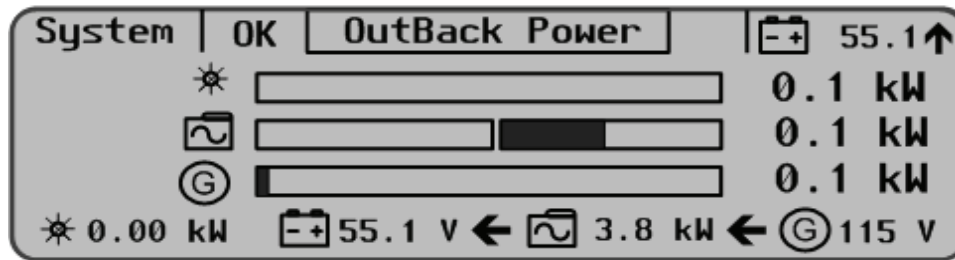 System OK OutBack Power - + 55.1
0.1 kW
0.1 kW
G 0.1 kW
0.00 kW - + 55.1 V 3.8 kW G 115 V